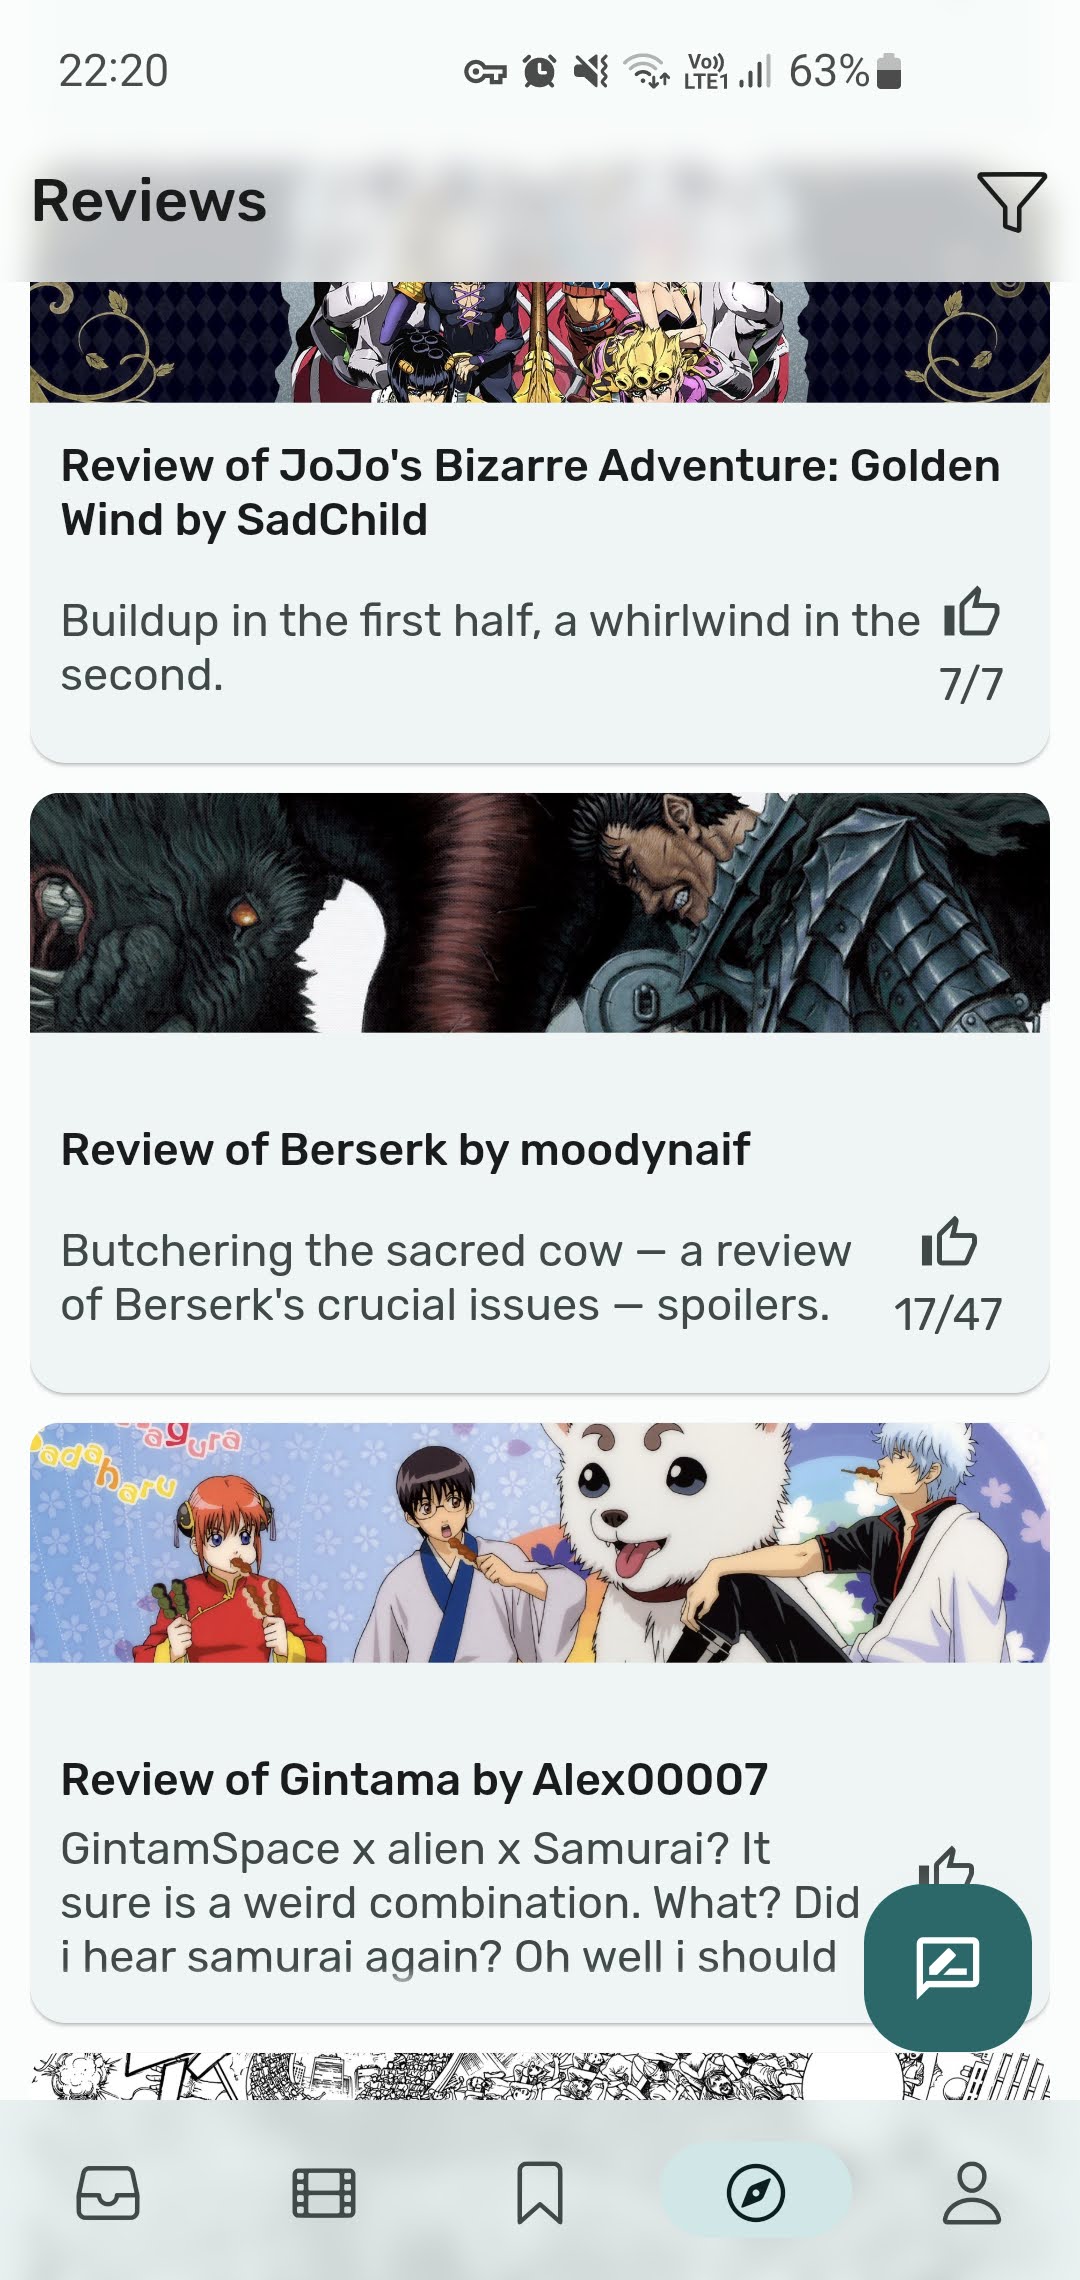 22:20
Vo)) LTE1 63%
Reviews
Review of JoJo's Bizarre Adventure: Golden
Wind by SadChild
Buildup in the first half, a whirlwind in the
second.
7/7
Review of Berserk by moodynaif
Butchering the sacred cow — a review
of Berserk's crucial issues — spoilers.
17/47
agura
adaharu
Review of Gintama by Alex00007
GintamSpace x alien x Samurai? It
sure is a weird combination. What? Did
i hear samurai again? Oh well i should